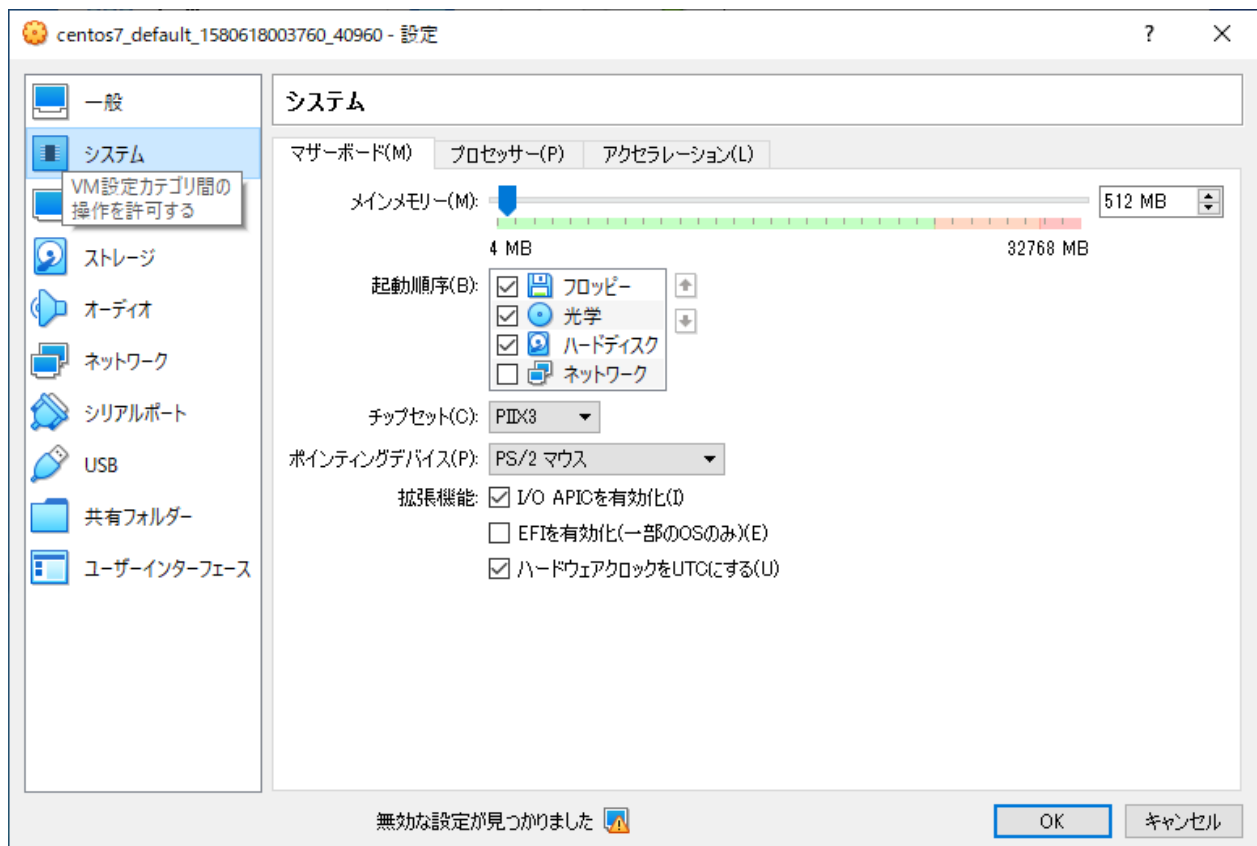 centos7_default_1580618003760_40960 - 設定
?
一般
システム
VM設定カテゴリ間の
操作を許可する
ストレージ
オーディオ
ネットワーク
シリアルポート
USB
共有フォルダー
ユーザーインターフェース
システム
マザーボード(M) プロセッサー(P) アクセラレーション(L)
メインメモリー(M): 512 MB
4 MB 32768 MB
起動順序(B): フロッピー
光学
ハードディスク
ネットワーク
チップセット(C): PIIX3
ポインティングデバイス(P): PS/2 マウス
拡張機能: I/O APICを有効化(I)
EFIを有効化(一部のOSのみ)(E)
ハードウェアクロックをUTCにする(U)
無効な設定が見つかりました
OK キャンセル